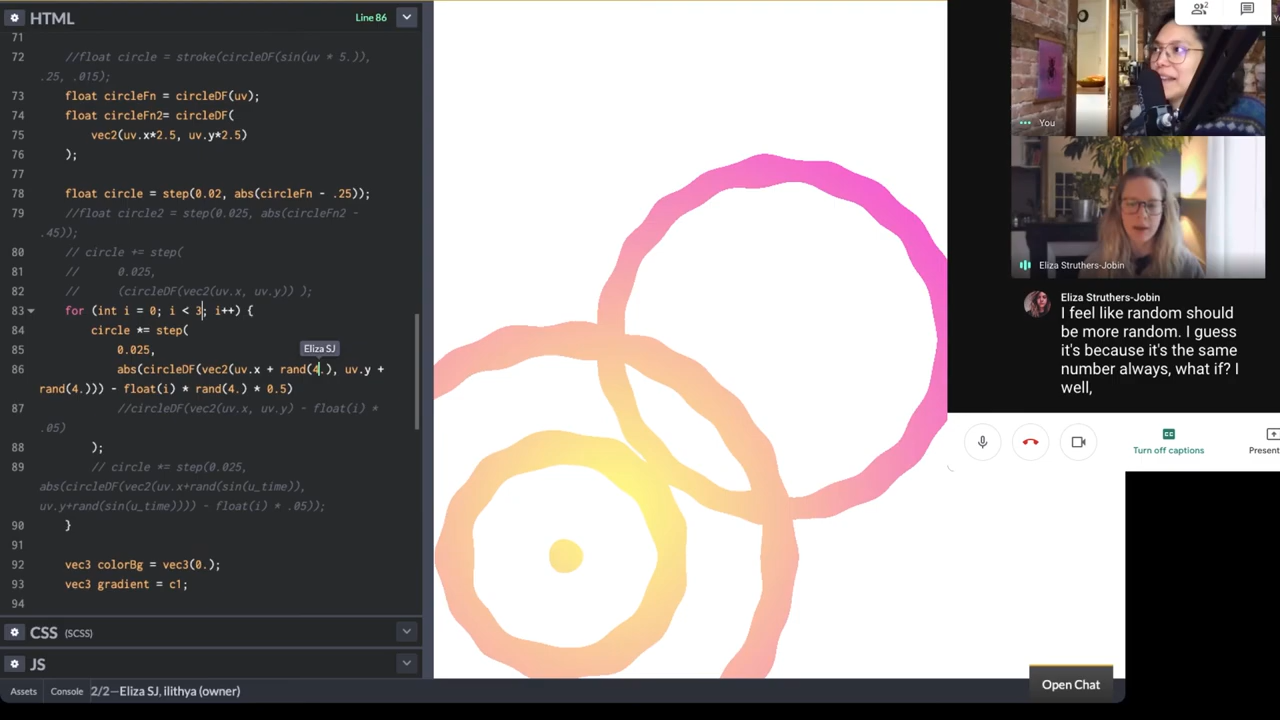 HTML
Line 86
71
72 //float circle = stroke(circleDF(sin(uv * 5.)),
.25, .015);
73 float circleFn = circleDF(uv);
74 float circleFn2= circleDF(
75 vec2(uv.x*2.5, uv.y*2.5)
76 );
77
78 float circle = step(0.02, abs(circleFn - .25));
79 //float circle2 = step(0.025, abs(circleFn2 -
.45));
80 // circle += step(
81 // 0.025,
82 // (circleDF(vec2(uv.x, uv.y)) );
83 for (int i = 0; i < 3; i++) {
84 circle *= step(
85 0.025,
Eliza SJ
86 abs(circleDF(vec2(uv.x + rand(4.), uv.y +
rand(4.))) - float(i) * rand(4.) * 0.5)
87 //circleDF(vec2(uv.x, uv.y) - float(i) *
.05)
88 );
89 // circle *= step(0.025,
abs(circleDF(vec2(uv.x+rand(sin(u_time)),
uv.y+rand(sin(u_time)))) - float(i) * .05));
90 }
91
92 vec3 colorBg = vec3(0.);
93 vec3 gradient = c1;
94
CSS (SCSS)
JS
Assets Console 2/2—Eliza SJ, ilithya (owner)
2
You
Eliza Struthers-Jobin
Eliza Struthers-Jobin
I feel like random should
be more random. I guess
it's because it's the same
number always, what if? I
well,
Turn off captions
Present
Open Chat